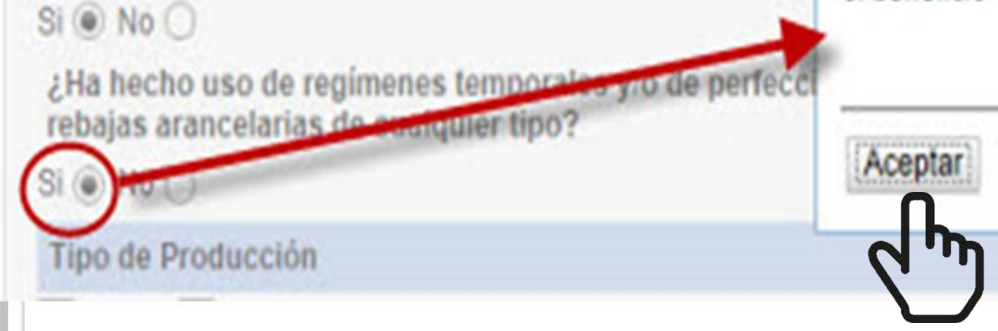 Si No
¿Ha hecho uso de regímenes temporales y/o de perfecci
rebajas arancelarias de cualquier tipo?
Si No
Aceptar
Tipo de Producción